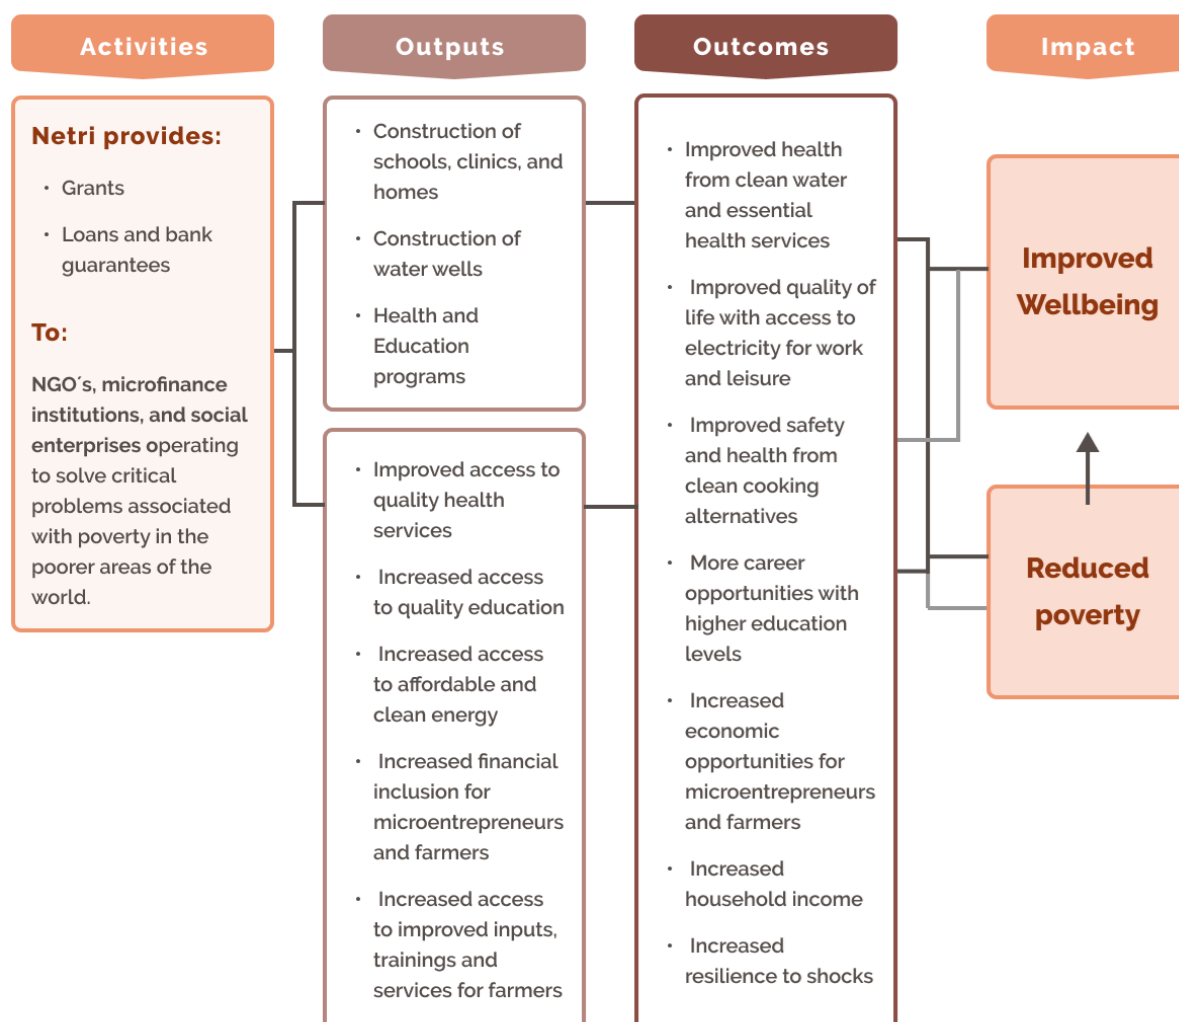 Activities
Netri provides:
• Grants
• Loans and bank
guarantees
To:
NGO´s, microfinance
institutions, and social
enterprises operating
to solve critical
problems associated
with poverty in the
poorer areas of the
world.
Outputs
• Construction of
schools, clinics, and
homes
• Construction of
water wells
• Health and
Education
programs
• Improved access to
quality health
services
• Increased access
to quality education
• Increased access
to affordable and
clean energy
• Increased financial
inclusion for
microentrepreneurs
and farmers
• Increased access
to improved inputs,
trainings and
services for farmers
Outcomes
• Improved health
from clean water
and essential
health services
• Improved quality of
life with access to
electricity for work
and leisure
• Improved safety
and health from
clean cooking
alternatives
• More career
opportunities with
higher education
levels
• Increased
economic
opportunities for
microentrepreneurs
and farmers
• Increased
household income
• Increased
resilience to shocks
Impact
Improved
Wellbeing
Reduced
poverty